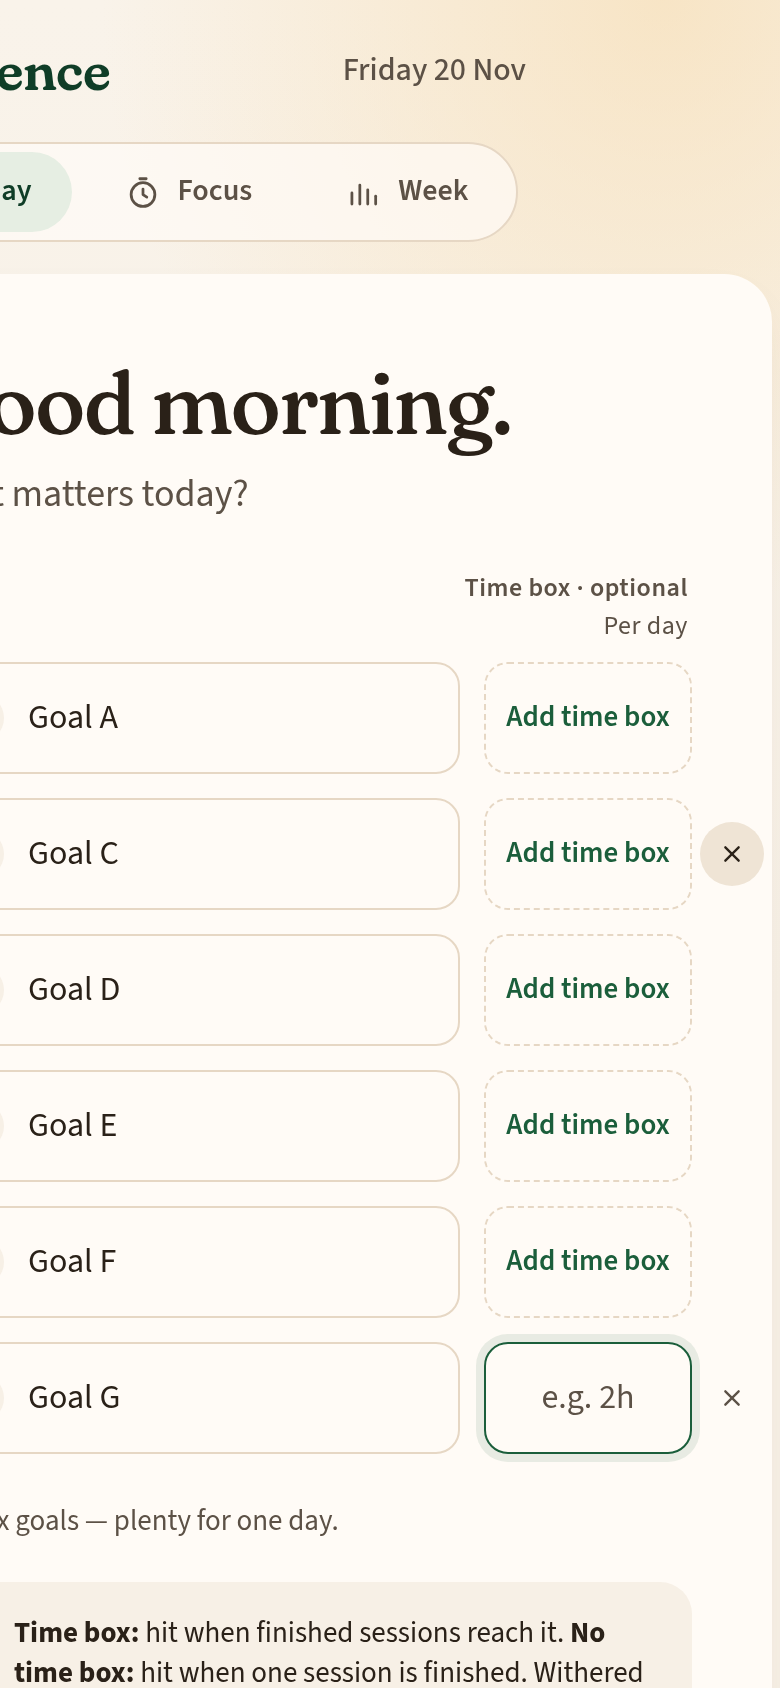 ence
Friday 20 Nov
ay
Focus
Week
ood morning.
t matters today?
Time box · optional
Per day
Goal A
Add time box
Goal C
Add time box
Goal D
Add time box
Goal E
Add time box
Goal F
Add time box
Goal G
e.g. 2h
x goals — plenty for one day.
Time box: hit when finished sessions reach it. No
time box: hit when one session is finished. Withered